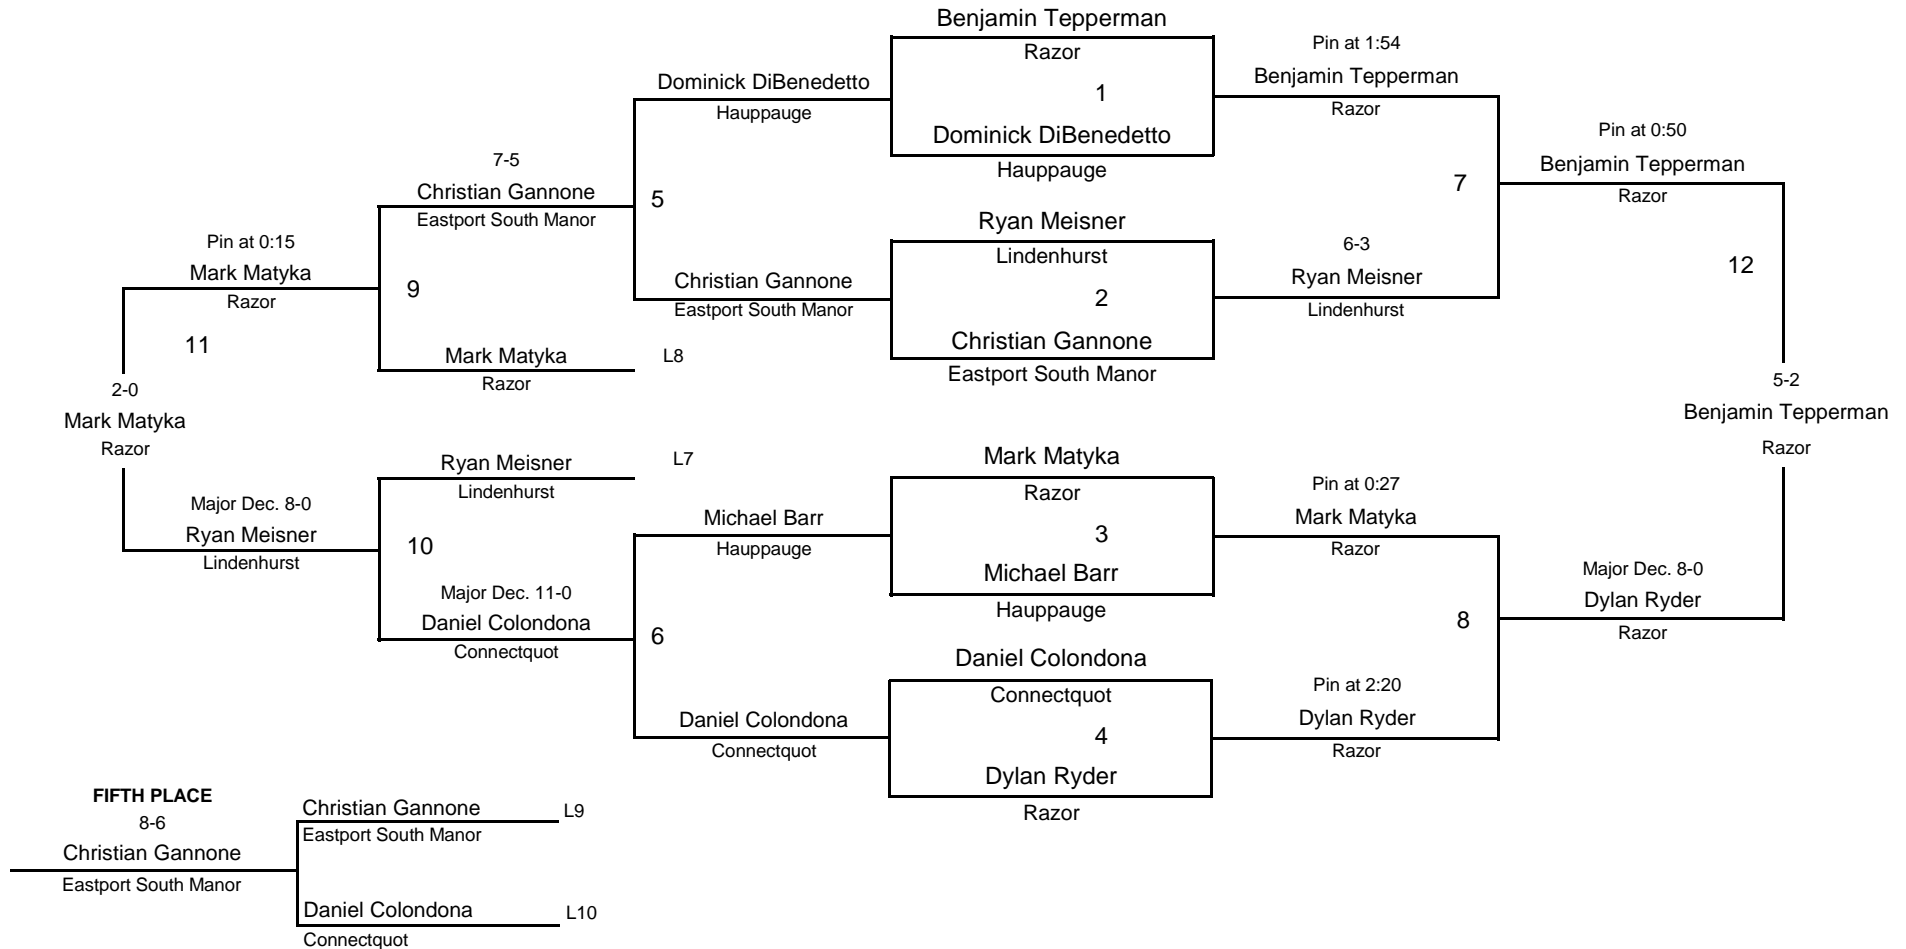 Benjamin Tepperman
Razor
1
Dominick DiBenedetto
Hauppauge
Pin at 1:54
Benjamin Tepperman
Razor
Dominick DiBenedetto
Hauppauge
Pin at 0:50
Benjamin Tepperman
Razor
7-5
Christian Gannone
Eastport South Manor
5
7
Ryan Meisner
Lindenhurst
2
Christian Gannone
Eastport South Manor
6-3
Ryan Meisner
Lindenhurst
12
Pin at 0:15
Mark Matyka
Razor
9
Christian Gannone
Eastport South Manor
11
Mark Matyka
Razor
L8
2-0
Mark Matyka
Razor
5-2
Benjamin Tepperman
Razor
Ryan Meisner
Lindenhurst
L7
Mark Matyka
Razor
3
Michael Barr
Hauppauge
Pin at 0:27
Mark Matyka
Razor
Major Dec. 8-0
Ryan Meisner
Lindenhurst
10
Michael Barr
Hauppauge
Major Dec. 11-0
Daniel Colondona
Connectquot
6
8
Major Dec. 8-0
Dylan Ryder
Razor
Daniel Colondona
Connectquot
4
Dylan Ryder
Razor
Pin at 2:20
Dylan Ryder
Razor
Daniel Colondona
Connectquot
FIFTH PLACE
8-6
Christian Gannone
Eastport South Manor
Christian Gannone
Eastport South Manor
L9
Daniel Colondona
Connectquot
L10